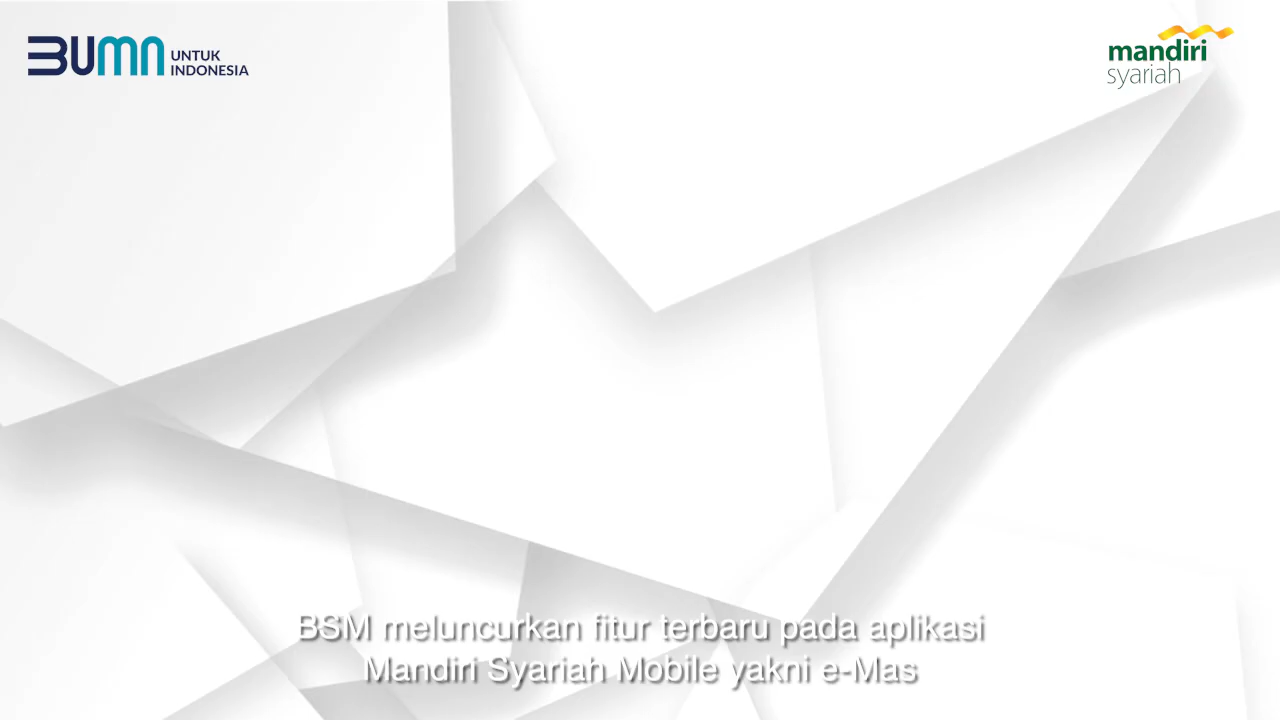 BUMN UNTUK
INDONESIA
mandiri
syariah
BSM meluncurkan fitur terbaru pada aplikasi
Mandiri Syariah Mobile yakni e-Mas